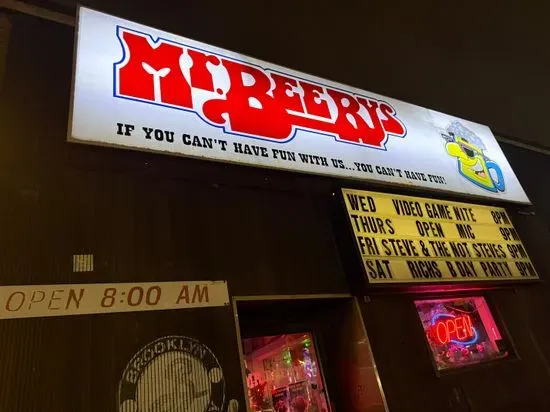 Mr. BEERY'S
IF YOU CAN'T HAVE FUN WITH US...YOU CAN'T HAVE FUN!
WED VIDEO GAME NITE 8PM
THURS OPEN MIC 9PM
FRI STEVE & THE NOT STEVES 9PM
SAT RICHS B DAY PARTY 8PM
OPEN 8:00 AM
OPEN
BROOKLYN